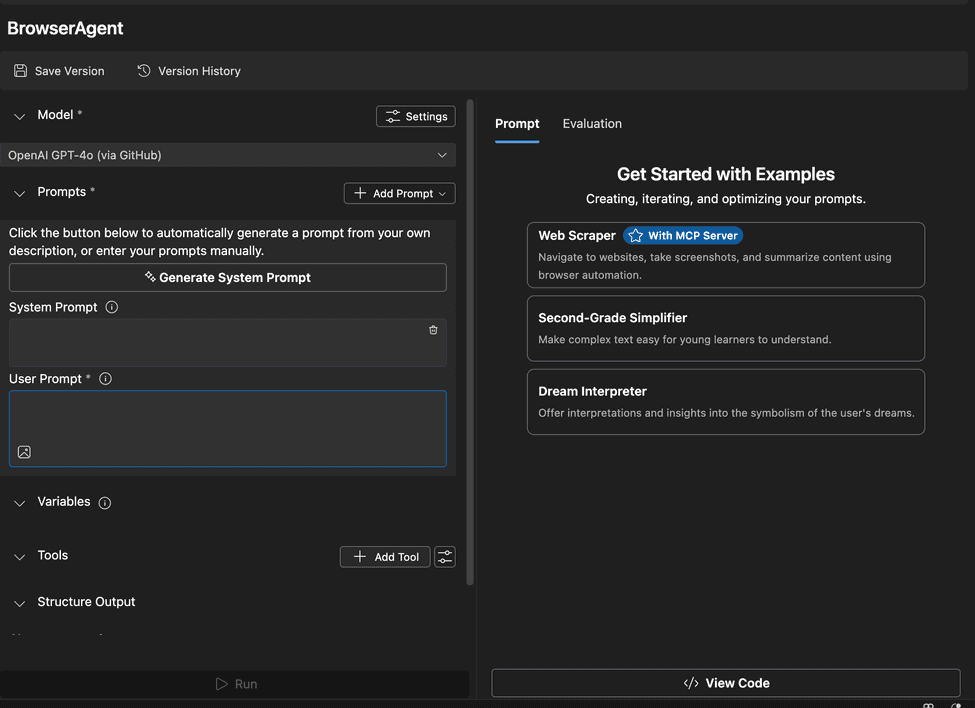 BrowserAgent
Save Version
Version History
Model *
Settings
OpenAI GPT-4o (via GitHub)
Prompts *
Add Prompt
Click the button below to automatically generate a prompt from your own
description, or enter your prompts manually.
Generate System Prompt
System Prompt
User Prompt *
Variables
Tools
Add Tool
Structure Output
Run
Prompt
Evaluation
Get Started with Examples
Creating, iterating, and optimizing your prompts.
Web Scraper
With MCP Server
Navigate to websites, take screenshots, and summarize content using
browser automation.
Second-Grade Simplifier
Make complex text easy for young learners to understand.
Dream Interpreter
Offer interpretations and insights into the symbolism of the user's dreams.
</> View Code